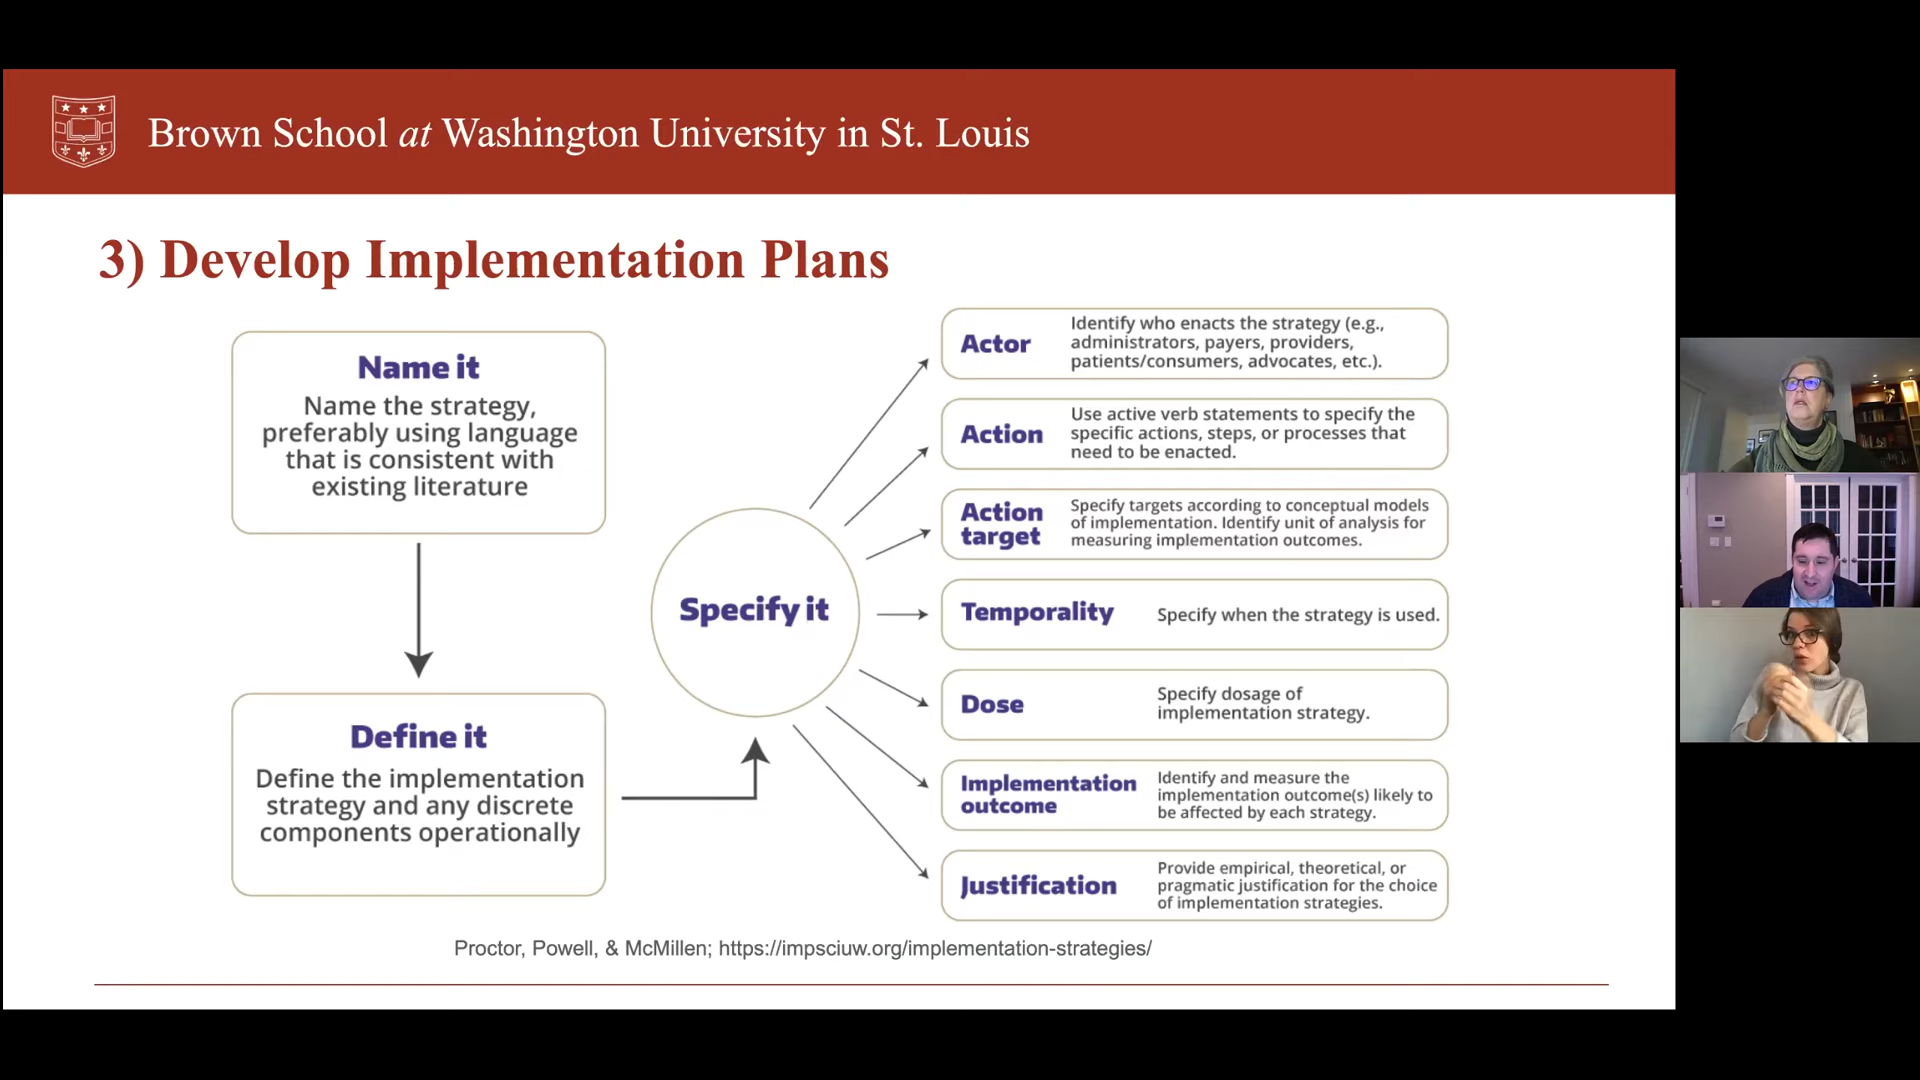 Brown School at Washington University in St. Louis
3) Develop Implementation Plans
Name it
Name the strategy,
preferably using language
that is consistent with
existing literature
Define it
Define the implementation
strategy and any discrete
components operationally
Specify it
Actor
Identify who enacts the strategy (e.g.,
administrators, payers, providers,
patients/consumers, advocates, etc.).
Action
Use active verb statements to specify the
specific actions, steps, or processes that
need to be enacted.
Action
target
Specify targets according to conceptual models
of implementation. Identify unit of analysis for
measuring implementation outcomes.
Temporality
Specify when the strategy is used.
Dose
Specify dosage of
implementation strategy.
Implementation
outcome
Identify and measure the
implementation outcome(s) likely to
be affected by each strategy.
Justification
Provide empirical, theoretical, or
pragmatic justification for the choice
of implementation strategies.
Proctor, Powell, & McMillen; https://impsciuw.org/implementation-strategies/